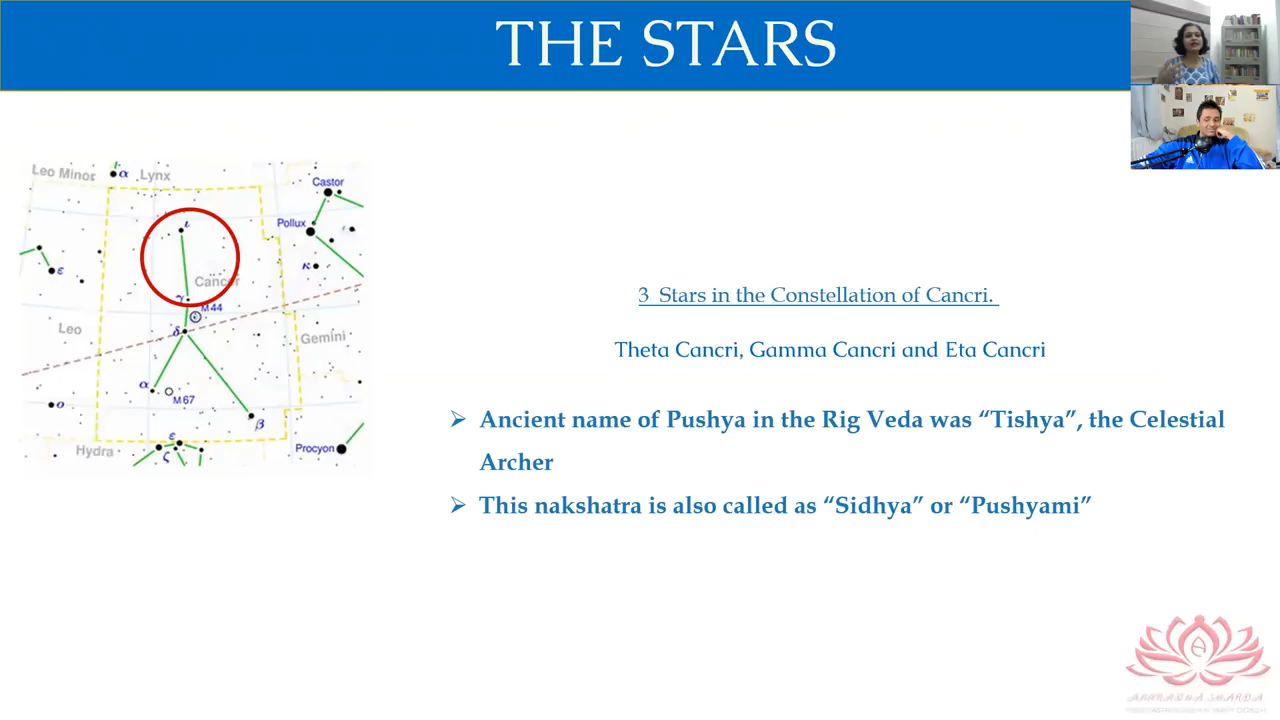 THE STARS
Leo Minor
α
Lynx
Castor
Pollux
ι
κ
ε
Cancer
γ
M 44
Leo
δ
Gemini
α
M 67
ο
β
Hydra
ε
ζ
Procyon
3 Stars in the Constellation of Cancri.
Theta Cancri, Gamma Cancri and Eta Cancri
➢ Ancient name of Pushya in the Rig Veda was “Tishya”, the Celestial
Archer
➢ This nakshatra is also called as “Sidhya” or “Pushyami”